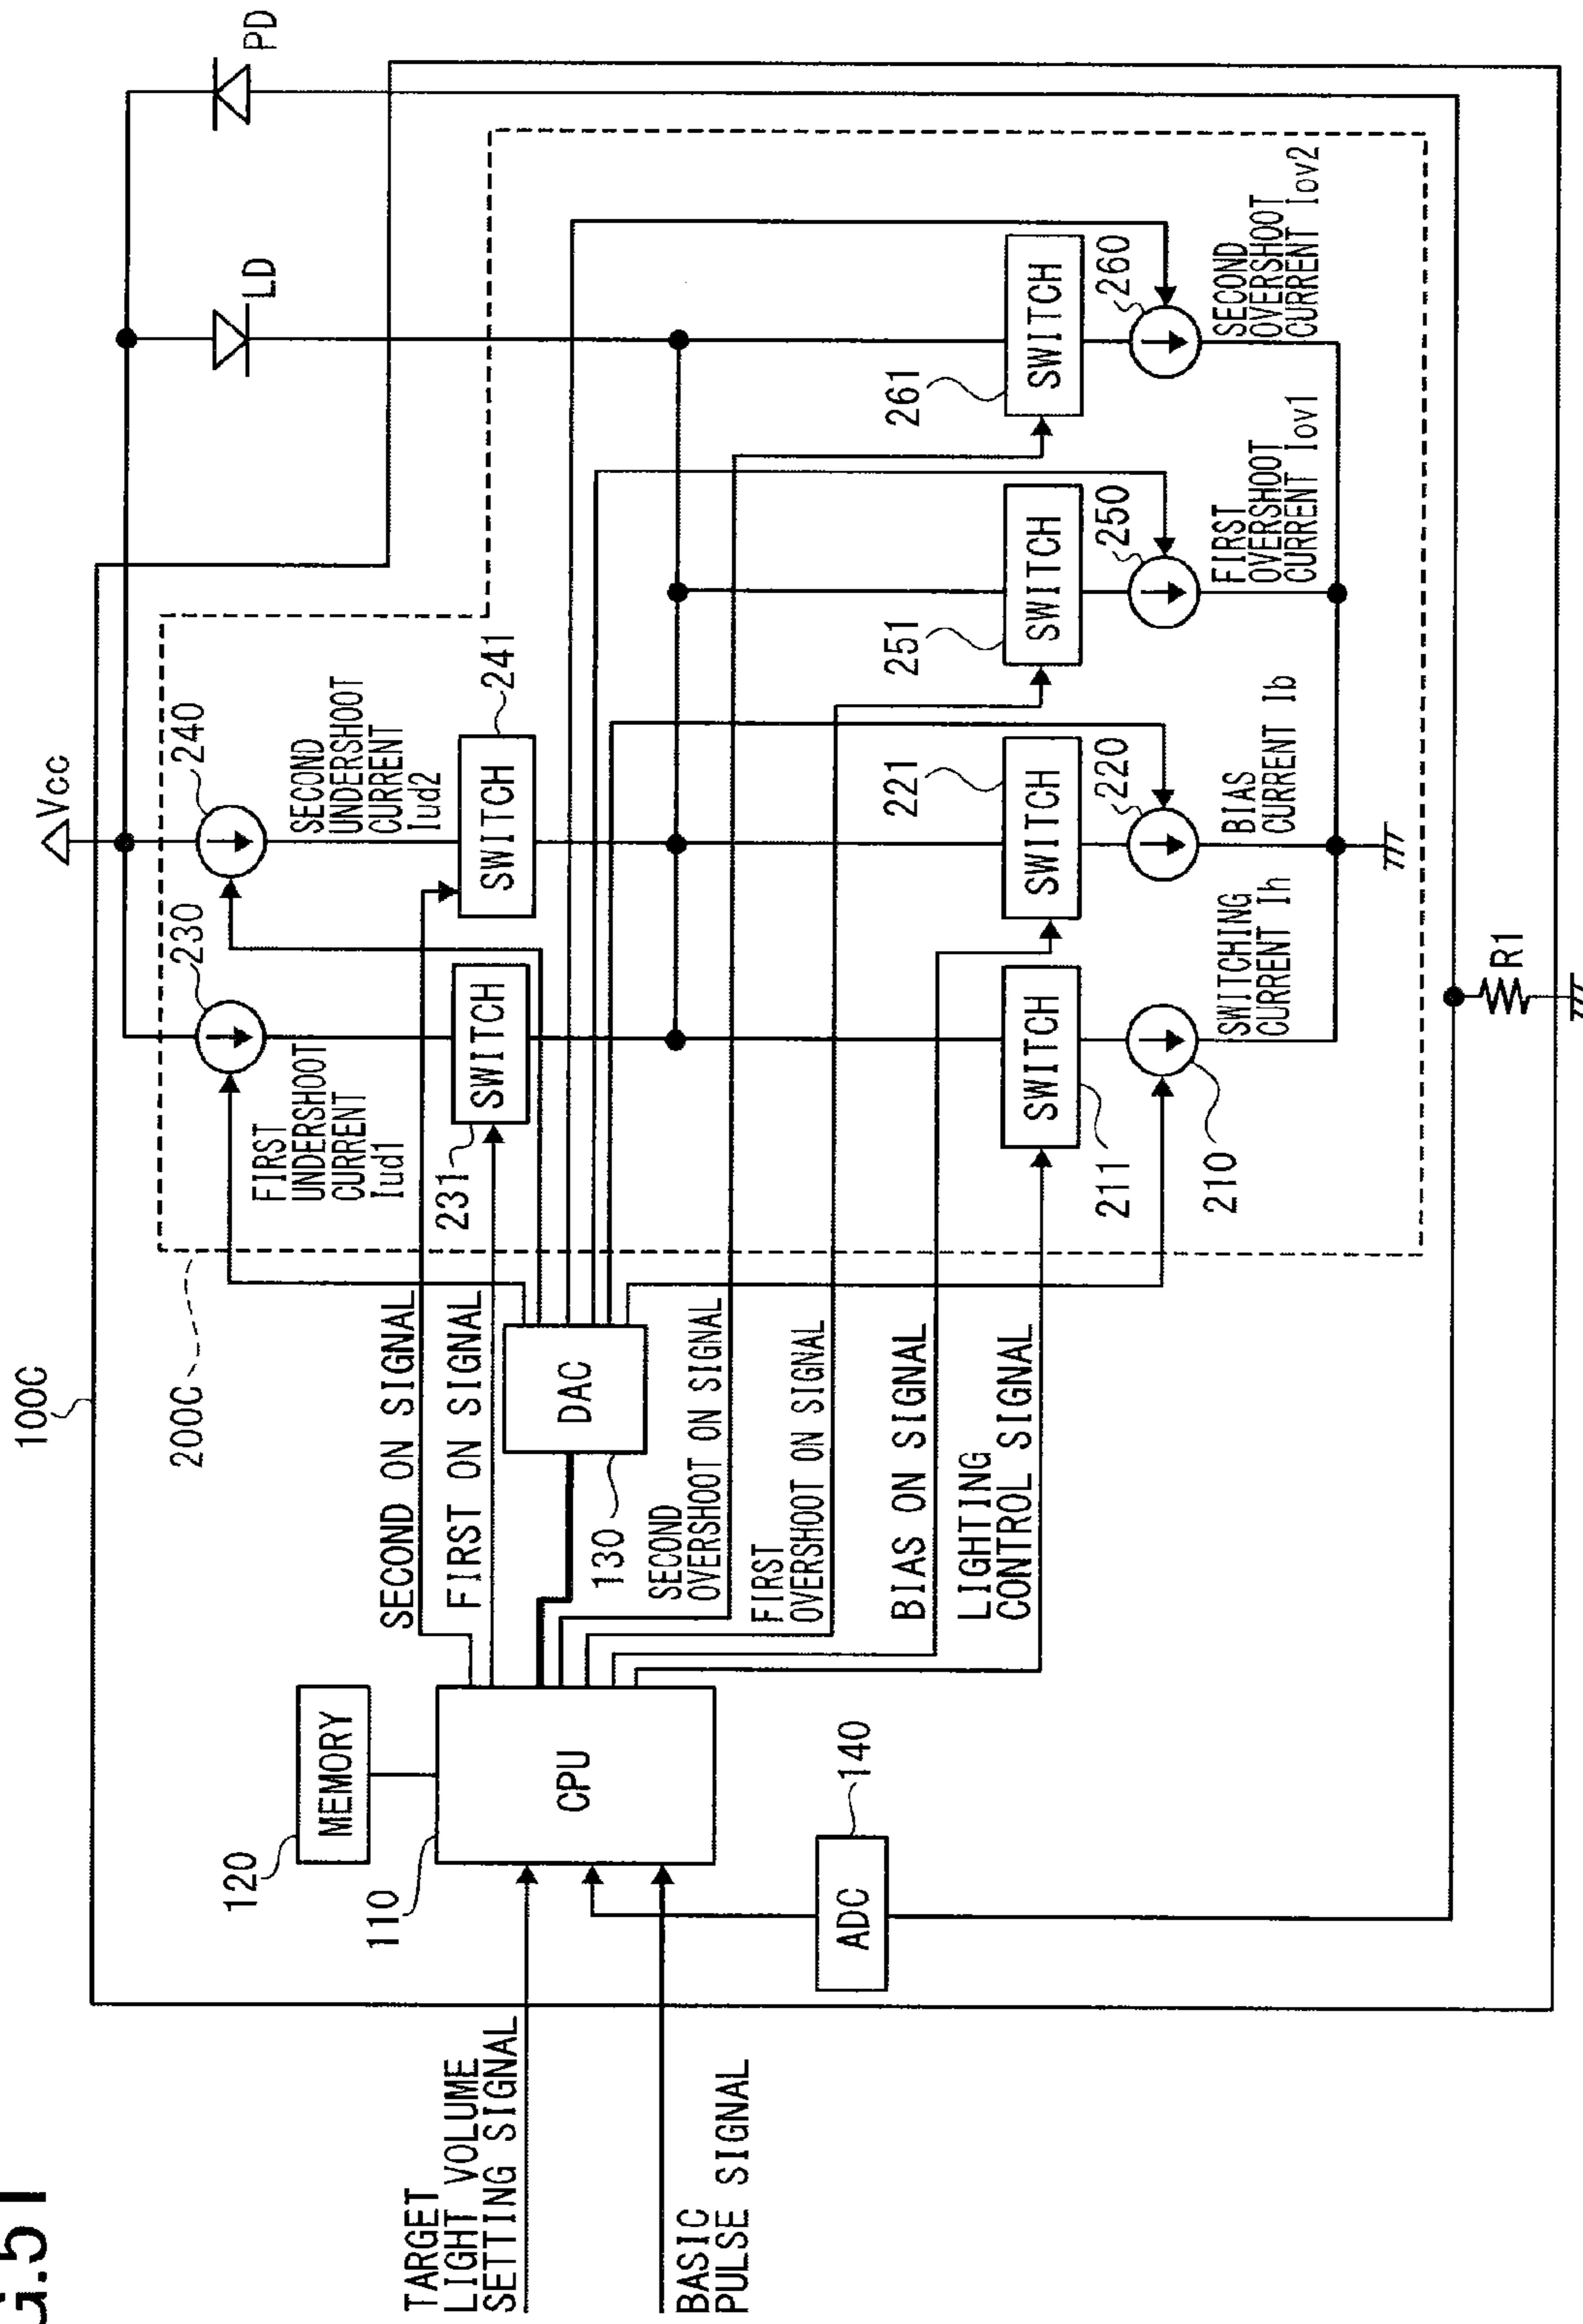 G.51
100C
200C
Vcc
LD
PD
230
240
FIRST
UNDERSHOOT
CURRENT
Iud1
SECOND
UNDERSHOOT
CURRENT
Iud2
231
SWITCH
SWITCH
241
SECOND ON SIGNAL
FIRST ON SIGNAL
DAC
130
120
MEMORY
110
CPU
TARGET
LIGHT VOLUME
SETTING SIGNAL
BASIC
PULSE SIGNAL
SECOND
OVERSHOOT ON SIGNAL
FIRST
OVERSHOOT ON SIGNAL
BIAS ON SIGNAL
LIGHTING
CONTROL SIGNAL
140
ADC
211
SWITCH
221
SWITCH
251
SWITCH
261
SWITCH
210
220
250
260
SWITCHING
CURRENT Ih
BIAS
CURRENT Ib
FIRST
OVERSHOOT
CURRENT Iov1
SECOND
OVERSHOOT
CURRENT Iov2
R1